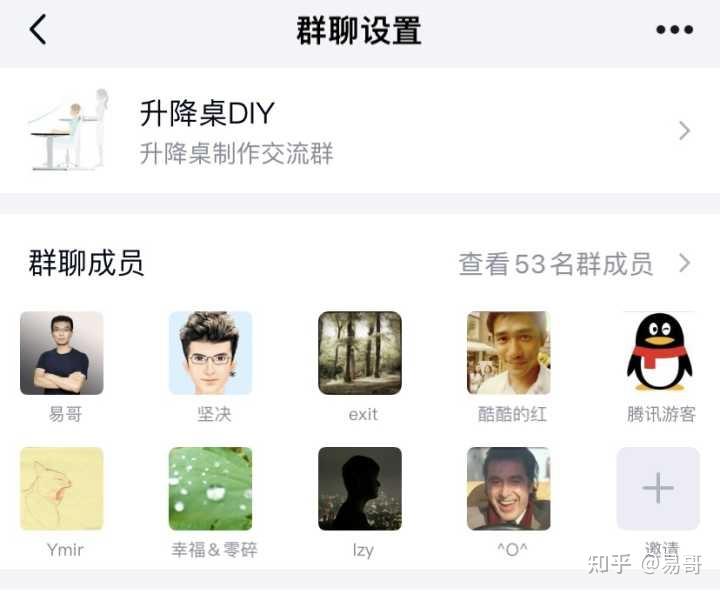 群聊设置
升降桌DIY
升降桌制作交流群
群聊成员 查看53名群成员
易哥 坚决 exit 酷酷的红 腾讯游客
Ymir 幸福&零碎 lzy ^O^ 邀请
知乎 @易哥